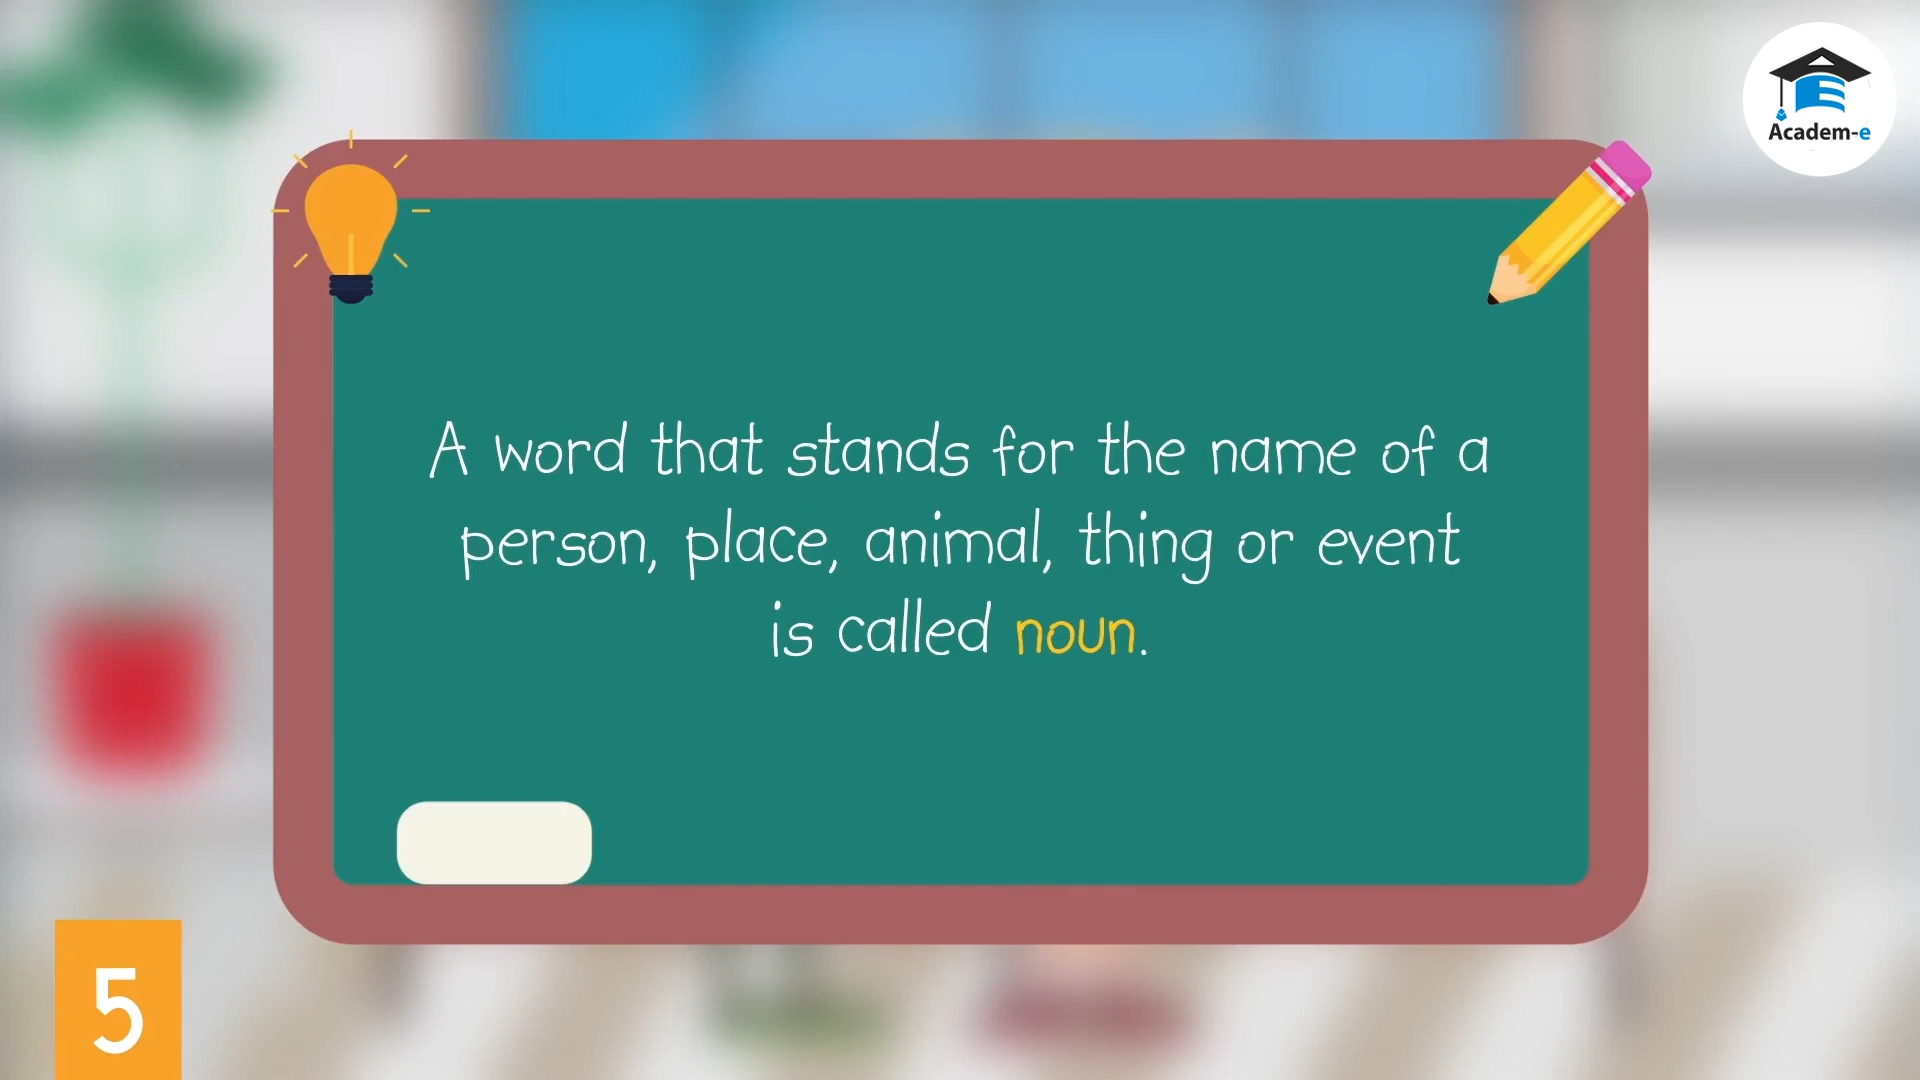 Academ-e
A word that stands for the name of a
person, place, animal, thing or event
is called noun.
5